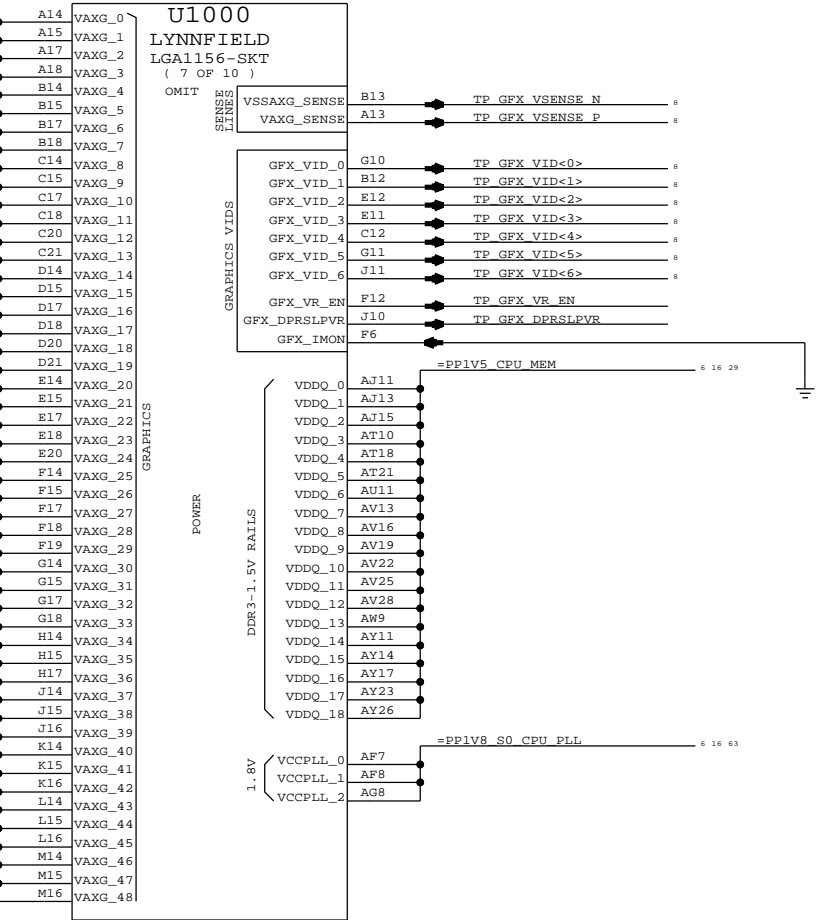 U1000
LYNNFIELD
LGA1156-SKT
( 7 OF 10 )
OMIT
A14 VAXG_0
A15 VAXG_1
A17 VAXG_2
A18 VAXG_3
B14 VAXG_4
B15 VAXG_5
B17 VAXG_6
B18 VAXG_7
C14 VAXG_8
C15 VAXG_9
C17 VAXG_10
C18 VAXG_11
C20 VAXG_12
C21 VAXG_13
D14 VAXG_14
D15 VAXG_15
D17 VAXG_16
D18 VAXG_17
D20 VAXG_18
D21 VAXG_19
E14 VAXG_20
E15 VAXG_21
E17 VAXG_22
E18 VAXG_23
E20 VAXG_24
F14 VAXG_25
F15 VAXG_26
F17 VAXG_27
F18 VAXG_28
F19 VAXG_29
G14 VAXG_30
G15 VAXG_31
G17 VAXG_32
G18 VAXG_33
H14 VAXG_34
H15 VAXG_35
H17 VAXG_36
J14 VAXG_37
J15 VAXG_38
J16 VAXG_39
K14 VAXG_40
K15 VAXG_41
K16 VAXG_42
L14 VAXG_43
L15 VAXG_44
L16 VAXG_45
M14 VAXG_46
M15 VAXG_47
M16 VAXG_48
GRAPHICS
POWER
SENSE
LINES
VSSAXG_SENSE B13 TP_GFX_VSENSE_N 8
VAXG_SENSE A13 TP_GFX_VSENSE_P 8
GRAPHICS VIDS
GFX_VID_0 G10 TP_GFX_VID<0> 8
GFX_VID_1 B12 TP_GFX_VID<1> 8
GFX_VID_2 E12 TP_GFX_VID<2> 8
GFX_VID_3 E11 TP_GFX_VID<3> 8
GFX_VID_4 C12 TP_GFX_VID<4> 8
GFX_VID_5 G11 TP_GFX_VID<5> 8
GFX_VID_6 J11 TP_GFX_VID<6> 8
GFX_VR_EN F12 TP_GFX_VR_EN
GFX_DPRSLPVR J10 TP_GFX_DPRSLPVR
GFX_IMON F6
=PP1V5_CPU_MEM 6 16 29
DDR3-1.5V RAILS
VDDQ_0 AJ11
VDDQ_1 AJ13
VDDQ_2 AJ15
VDDQ_3 AT10
VDDQ_4 AT18
VDDQ_5 AT21
VDDQ_6 AU11
VDDQ_7 AV13
VDDQ_8 AV16
VDDQ_9 AV19
VDDQ_10 AV22
VDDQ_11 AV25
VDDQ_12 AV28
VDDQ_13 AW9
VDDQ_14 AY11
VDDQ_15 AY14
VDDQ_16 AY17
VDDQ_17 AY23
VDDQ_18 AY26
=PP1V8_S0_CPU_PLL 6 16 63
1.8V
VCCPLL_0 AF7
VCCPLL_1 AF8
VCCPLL_2 AG8